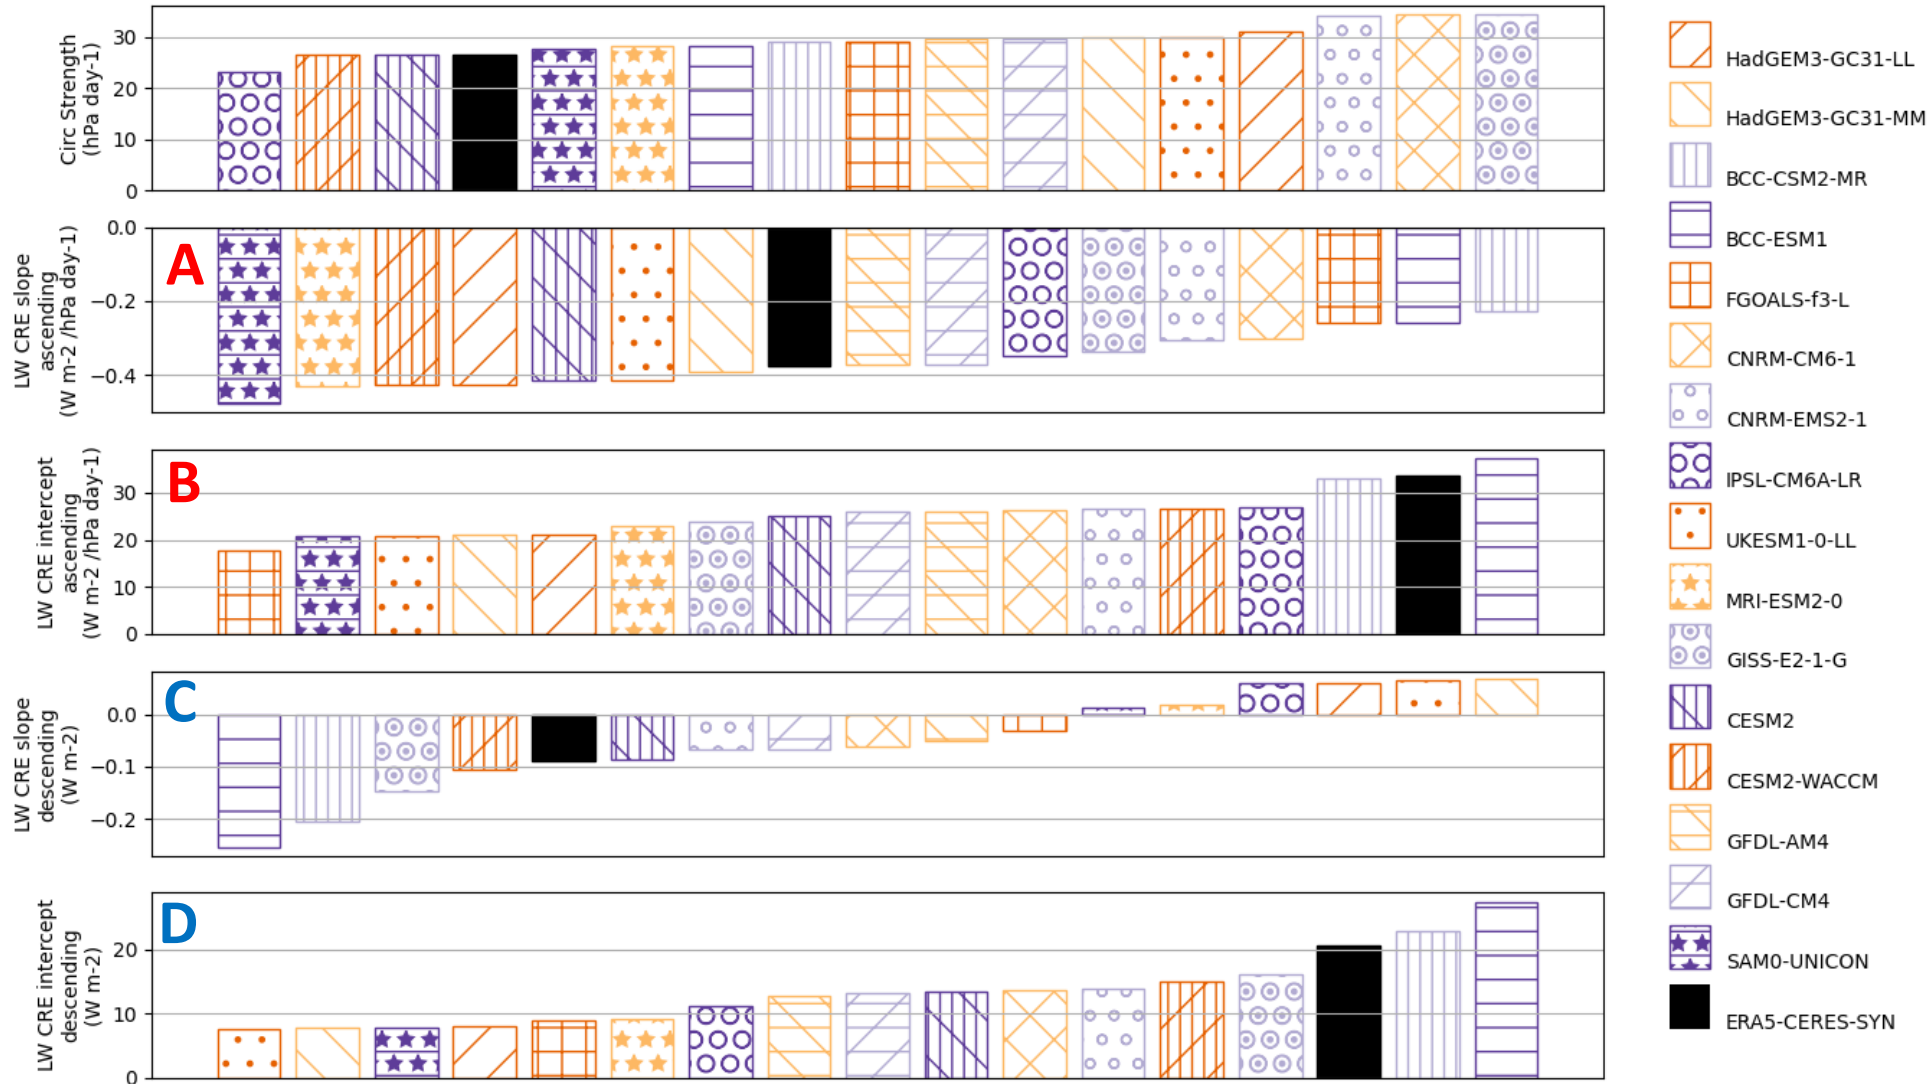 Circ Strength
(hPa day-1)
30
20
10
0
A
LW CRE slope
ascending
(W m-2 /hPa day-1)
0.0
−0.2
−0.4
B
LW CRE intercept
ascending
(W m-2 /hPa day-1)
30
20
10
0
C
LW CRE slope
descending
(W m-2)
0.0
−0.1
−0.2
D
LW CRE intercept
descending
(W m-2)
20
10
0
HadGEM3-GC31-LL
HadGEM3-GC31-MM
BCC-CSM2-MR
BCC-ESM1
FGOALS-f3-L
CNRM-CM6-1
CNRM-EMS2-1
IPSL-CM6A-LR
UKESM1-0-LL
MRI-ESM2-0
GISS-E2-1-G
CESM2
CESM2-WACCM
GFDL-AM4
GFDL-CM4
SAM0-UNICON
ERA5-CERES-SYN